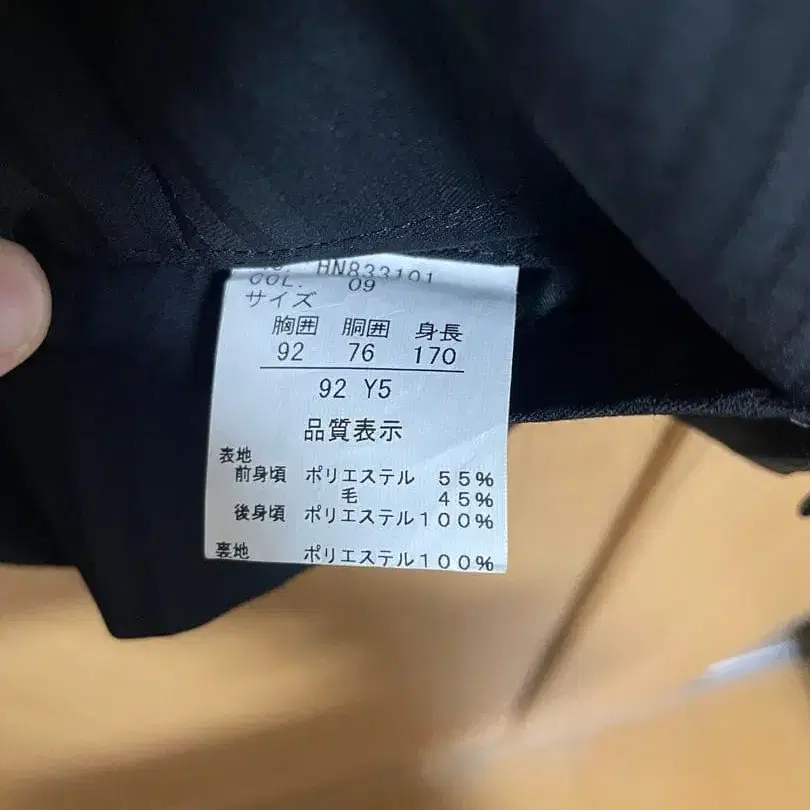 HN833101
COL. 09
サイズ
胸囲 胴囲 身長
92 76 170
92 Y5
品質表示
表地
前身頃 ポリエステル 55%
毛 45%
後身頃 ポリエステル100%
裏地 ポリエステル100%